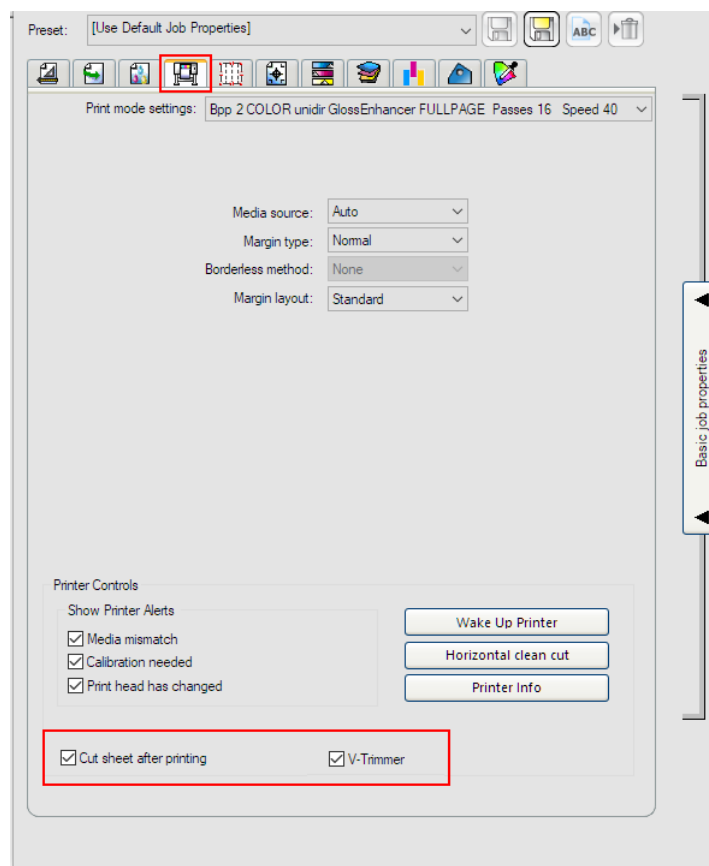 Preset: [Use Default Job Properties]
ABC
Print mode settings: Bpp 2 COLOR unidir GlossEnhancer FULLPAGE Passes 16 Speed 40
Media source: Auto
Margin type: Normal
Borderless method: None
Margin layout: Standard
Basic job properties
Printer Controls
Show Printer Alerts
Wake Up Printer
Media mismatch
Horizontal clean cut
Calibration needed
Print head has changed
Printer Info
Cut sheet after printing
V-Trimmer